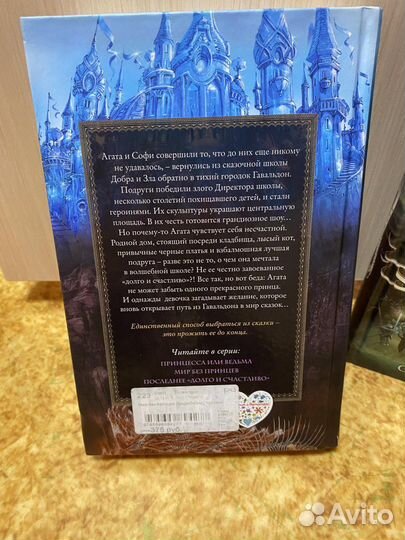 Агата и Софи совершили то, что до них еще никому
не удавалось, – вернулись из сказочной школы
Добра и Зла обратно в тихий городок Гавальдон.
Подруги победили злого Директора школы,
несколько столетий похищавшего детей, и стали
героинями. Их скульптуры украшают центральную
площадь. В их честь готовится грандиозное шоу...
Но почему-то Агата чувствует себя несчастной.
Родной дом, стоящий посреди кладбища, лысый кот,
привычные черные платья и взбалмошная лучшая
подруга – разве это не то, о чем она мечтала
в волшебной школе? Не ее честно завоеванное
«долго и счастливо»?! Все так, но вот беда: Агата
не может забыть одного прекрасного принца.
И однажды девочка загадывает желание, которое
вновь открывает путь из Гавальдона в мир сказок...
Единственный способ выбраться из сказки –
это прожить ее до конца.
Читайте в серии:
ПРИНЦЕССА ИЛИ ВЕДЬМА
МИР БЕЗ ПРИНЦЕВ
ПОСЛЕДНЕЕ «ДОЛГО И СЧАСТЛИВО»
223
376 руб.
Avito